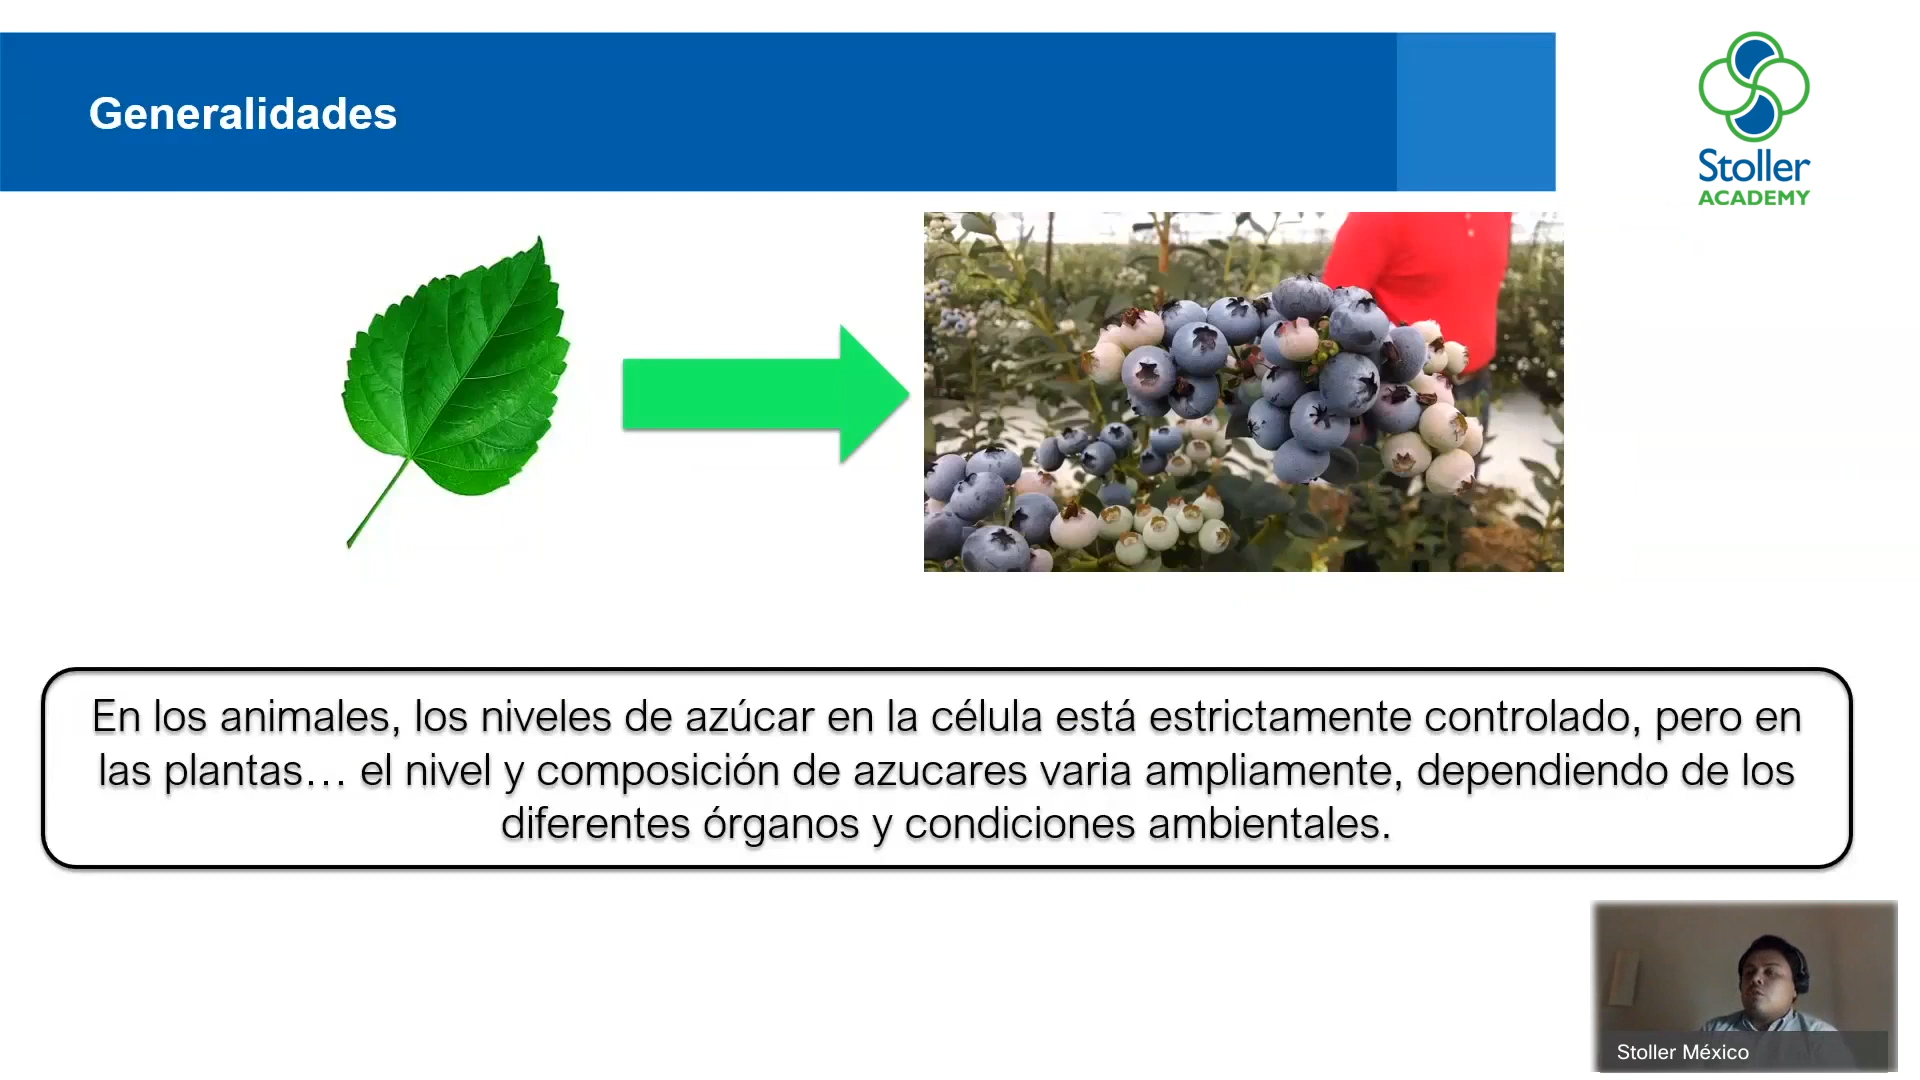 Generalidades
Stoller
ACADEMY
En los animales, los niveles de azúcar en la célula está estrictamente controlado, pero en
las plantas… el nivel y composición de azucares varia ampliamente, dependiendo de los
diferentes órganos y condiciones ambientales.
Stoller México